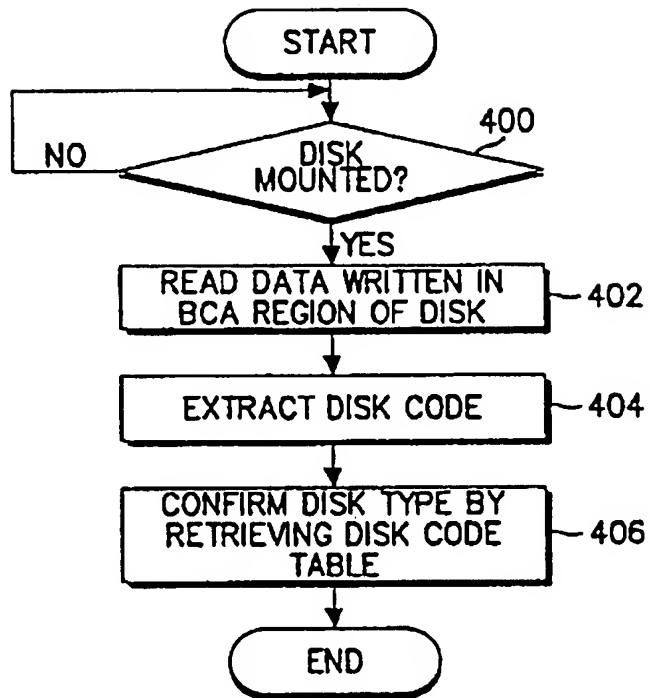 START
400
NO
DISK
MOUNTED?
YES
READ DATA WRITTEN IN
BCA REGION OF DISK
402
EXTRACT DISK CODE
404
CONFIRM DISK TYPE BY
RETRIEVING DISK CODE
TABLE
406
END